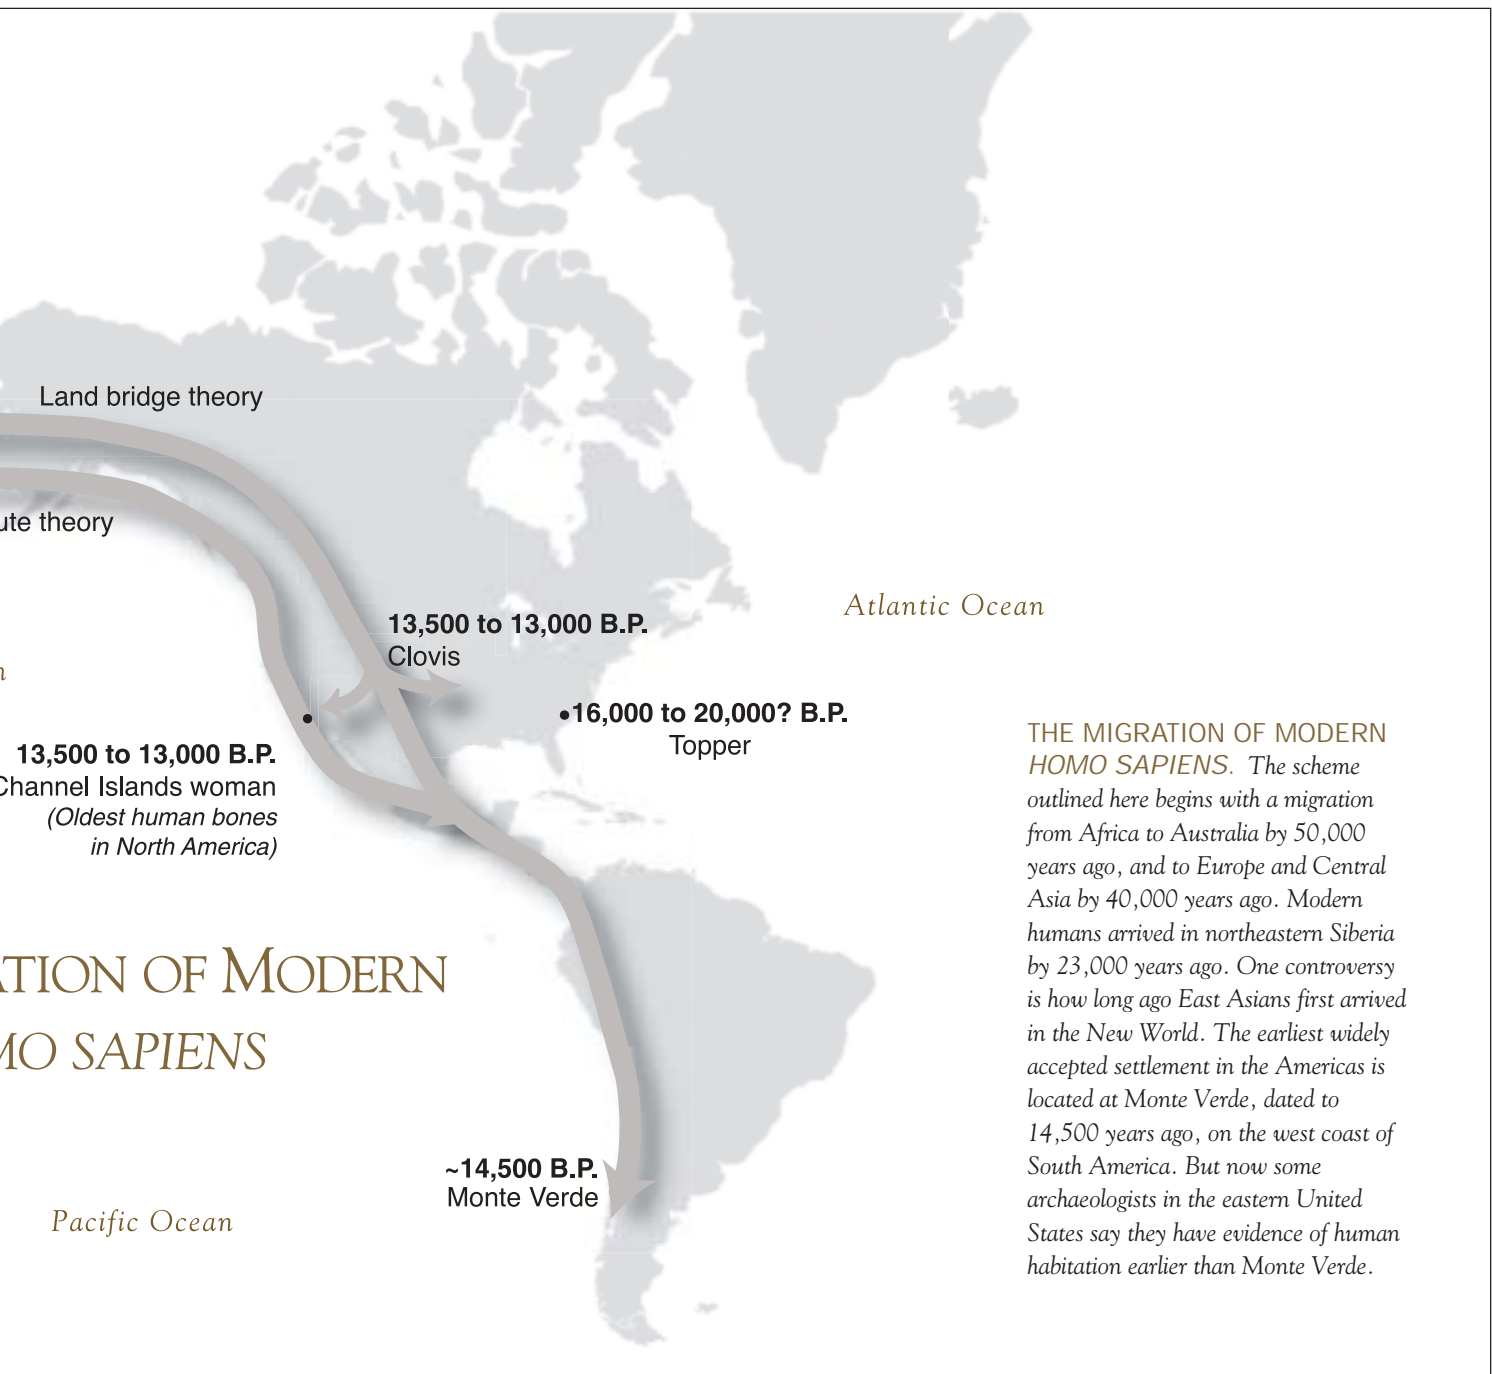 Land bridge theory
ute theory
13,500 to 13,000 B.P.
Clovis
Atlantic Ocean
n
•16,000 to 20,000? B.P.
Topper
13,500 to 13,000 B.P.
Channel Islands woman
(Oldest human bones
in North America)
ATION OF MODERN
MO SAPIENS
~14,500 B.P.
Monte Verde
Pacific Ocean
THE MIGRATION OF MODERN
HOMO SAPIENS. The scheme
outlined here begins with a migration
from Africa to Australia by 50,000
years ago, and to Europe and Central
Asia by 40,000 years ago. Modern
humans arrived in northeastern Siberia
by 23,000 years ago. One controversy
is how long ago East Asians first arrived
in the New World. The earliest widely
accepted settlement in the Americas is
located at Monte Verde, dated to
14,500 years ago, on the west coast of
South America. But now some
archaeologists in the eastern United
States say they have evidence of human
habitation earlier than Monte Verde.